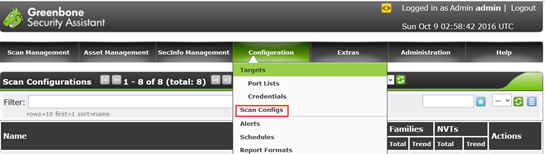 Greenbone
Security Assistant
Logged in as Admin admin | Logout
Sun Oct 9 02:58:42 2016 UTC
Scan Management Asset Management SecInfo Management Configuration Extras Administration Help
Targets
Port Lists
Credentials
Scan Configs
Alerts
Schedules
Report Formats
Scan Configurations 1 - 8 of 8 (total: 8)
Filter:
rows=10 first=1 sort=name
--
Name
Families NVTs Actions
Total Trend Total Trend